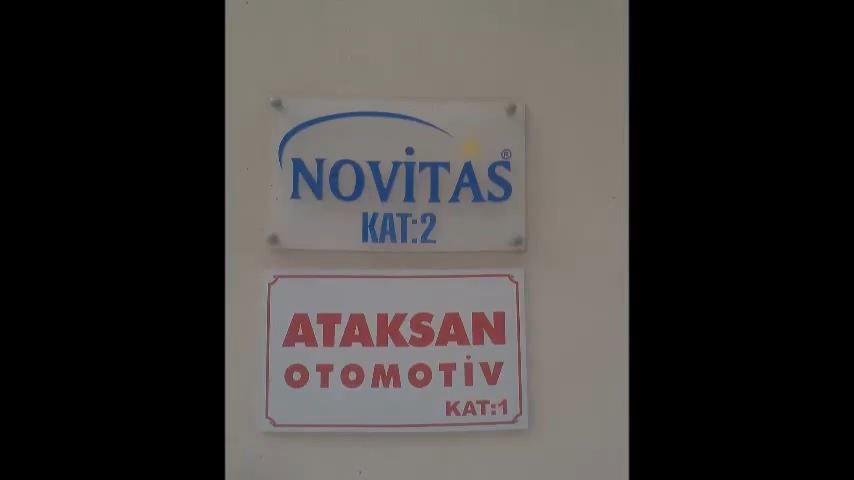 NOVİTAS®
KAT:2
ATAKSAN
OTOMOTİV
KAT:1